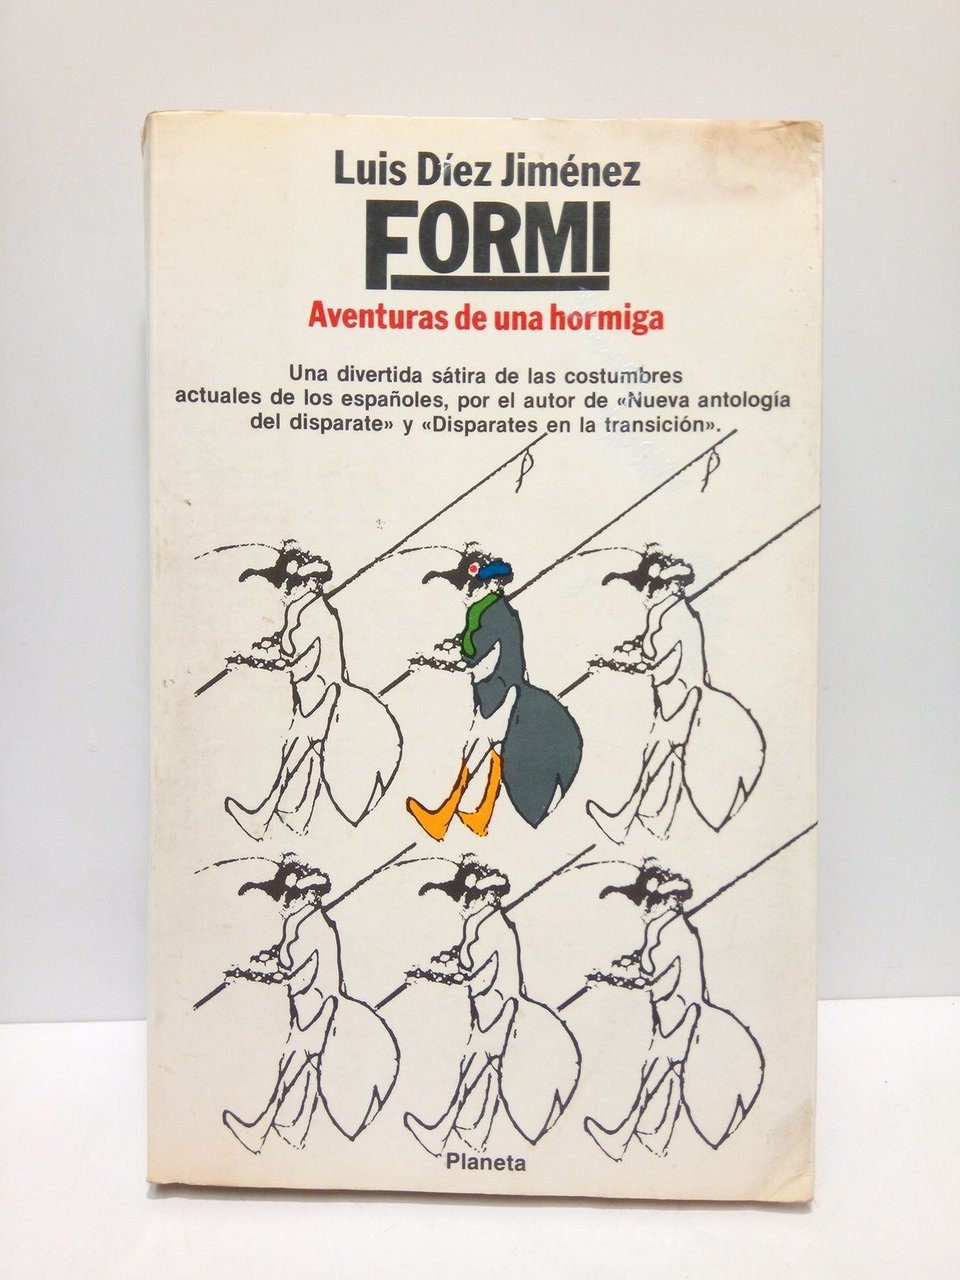 Luis Díez Jiménez
FORMI
Aventuras de una hormiga
Una divertida sátira de las costumbres
actuales de los españoles, por el autor de «Nueva antología
del disparate» y «Disparates en la transición».
Planeta